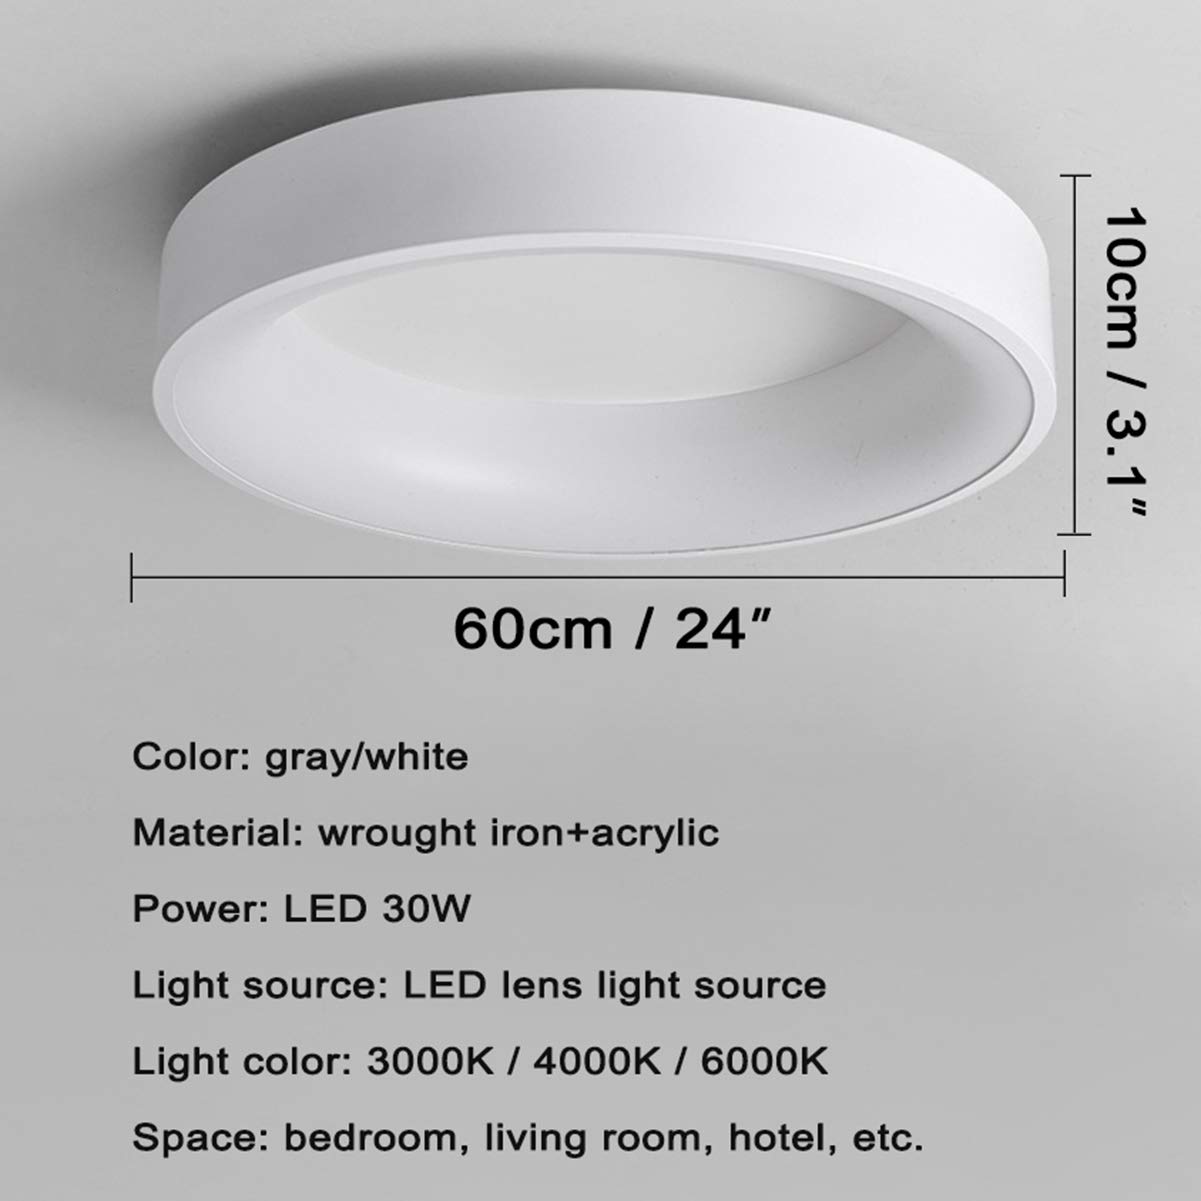 10cm / 3.1"
60cm / 24"
Color: gray/white
Material: wrought iron+acrylic
Power: LED 30W
Light source: LED lens light source
Light color: 3000K / 4000K / 6000K
Space: bedroom, living room, hotel, etc.